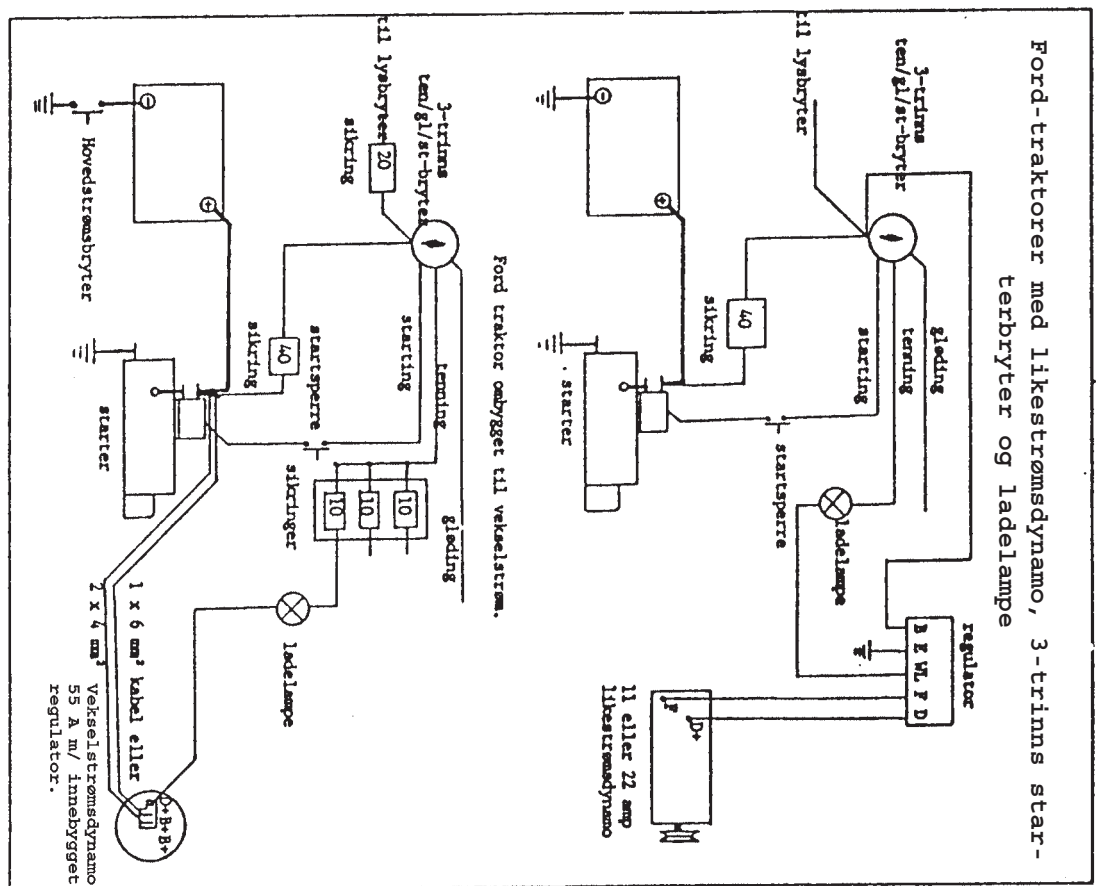 Ford-traktorer med likestrømsdynamo, 3-trinns star-
terbryter og ladelampe
3-trinns
ten/gl/st-bryter
til lysbryter
gløding
tenning
starting
40
sikring
startsperre
starter
ladelampe
regulator
B E WL F D
D+
F
11 eller 22 amp
likestrømsdynamo
Ford traktor ombygget til vekselstrøm.
3-trinns
ten/gl/st-bryter
til lysbryter
20
sikring
gløding
tenning
starting
10
10
10
sikringer
startsperre
40
sikring
starter
Hovedstrømsbryter
ladelampe
1 x 6 mm² kabel eller
2 x 4 mm²
D+B+B+
Vekselstrømsdynamo
55 A m/ innebygget
regulator.